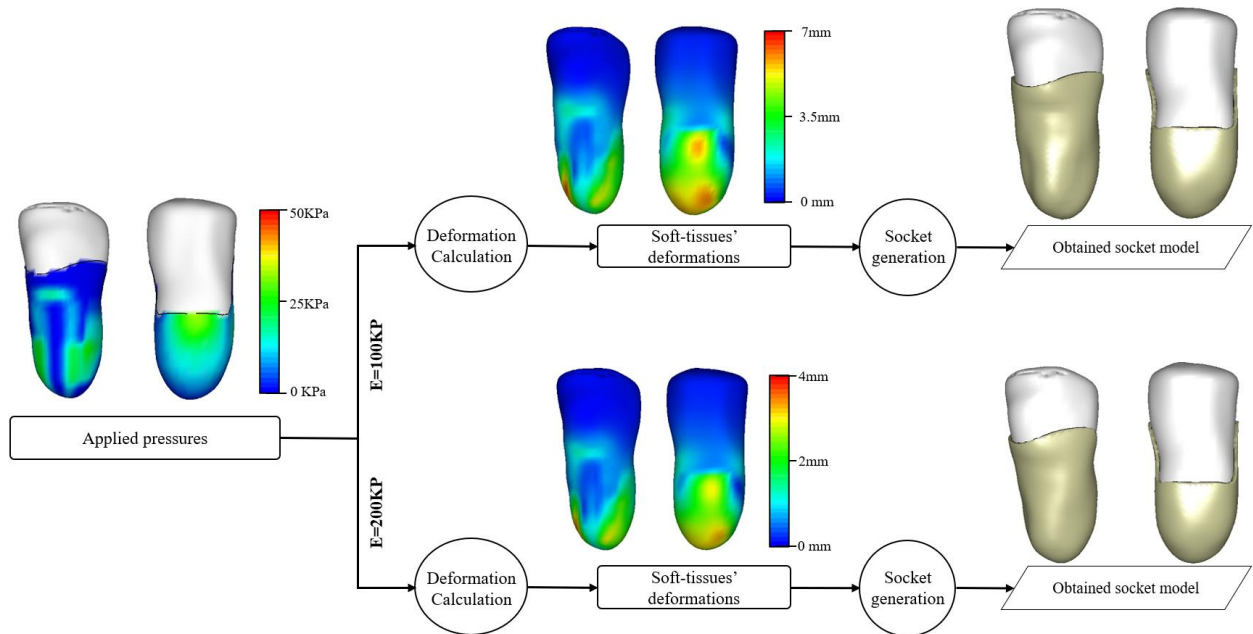 7mm
3.5mm
0 mm
50KPa
25KPa
0 KPa
Applied pressures
E=100KP
E=200KP
Deformation
Calculation
Soft-tissues’
deformations
Socket
generation
Obtained socket model
4mm
2mm
0 mm
Deformation
Calculation
Soft-tissues’
deformations
Socket
generation
Obtained socket model